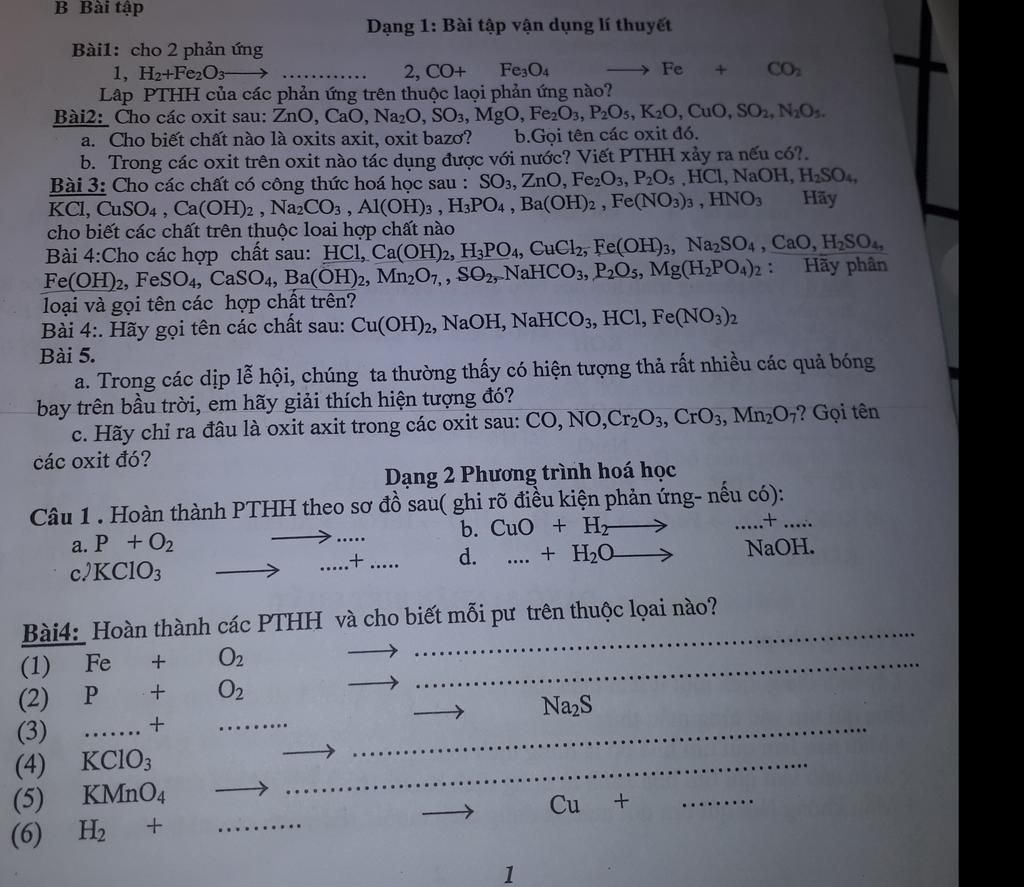 B Bài tập
Dạng 1: Bài tập vận dụng lí thuyết
Bài1: cho 2 phản ứng
1, H₂+Fe₂O₃⟶ ............ 2, CO+ Fe₃O₄ ⟶ Fe + CO₂
Lâp PTHH của các phản ứng trên thuộc laọi phản ứng nào?
Bài2: Cho các oxit sau: ZnO, CaO, Na₂O, SO₃, MgO, Fe₂O₃, P₂O₅, K₂O, CuO, SO₂, N₂O₅.
a. Cho biết chất nào là oxits axit, oxit bazơ? b.Gọi tên các oxit đó.
b. Trong các oxit trên oxit nào tác dụng được với nước? Viết PTHH xảy ra nếu có?.
Bài 3: Cho các chất có công thức hoá học sau : SO₃, ZnO, Fe₂O₃, P₂O₅ ,HCl, NaOH, H₂SO₄,
KCl, CuSO₄ , Ca(OH)₂ , Na₂CO₃ , Al(OH)₃ , H₃PO₄ , Ba(OH)₂ , Fe(NO₃)₃ , HNO₃ Hãy
cho biết các chất trên thuộc loai hợp chất nào
Bài 4:Cho các hợp chất sau: HCl, Ca(OH)₂, H₃PO₄, CuCl₂, Fe(OH)₃, Na₂SO₄ , CaO, H₂SO₄,
Fe(OH)₂, FeSO₄, CaSO₄, Ba(OH)₂, Mn₂O₇, , SO₂, NaHCO₃, P₂O₅, Mg(H₂PO₄)₂ : Hãy phân
loại và gọi tên các hợp chất trên?
Bài 4:. Hãy gọi tên các chất sau: Cu(OH)₂, NaOH, NaHCO₃, HCl, Fe(NO₃)₂
Bài 5.
a. Trong các dịp lễ hội, chúng ta thường thấy có hiện tượng thả rất nhiều các quả bóng
bay trên bầu trời, em hãy giải thích hiện tượng đó?
c. Hãy chỉ ra đâu là oxit axit trong các oxit sau: CO, NO,Cr₂O₃, CrO₃, Mn₂O₇? Gọi tên
các oxit đó?
Dạng 2 Phương trình hoá học
Câu 1 . Hoàn thành PTHH theo sơ đồ sau( ghi rõ điều kiện phản ứng- nếu có):
a. P + O₂ ⟶ ..... b. CuO + H₂⟶ .....+ .....
c.)KClO₃ ⟶ .....+ ..... d. .... + H₂O⟶ NaOH.
Bài4: Hoàn thành các PTHH và cho biết mỗi pư trên thuộc lọai nào?
(1) Fe + O₂ ⟶ ..........................................................
(2) P + O₂ ⟶ ..........................................................
(3) ....... + ......... ⟶ Na₂S
(4) KClO₃ ⟶ ..........................................................
(5) KMnO₄ ⟶ ..........................................................
(6) H₂ + .......... ⟶ Cu + .........
1